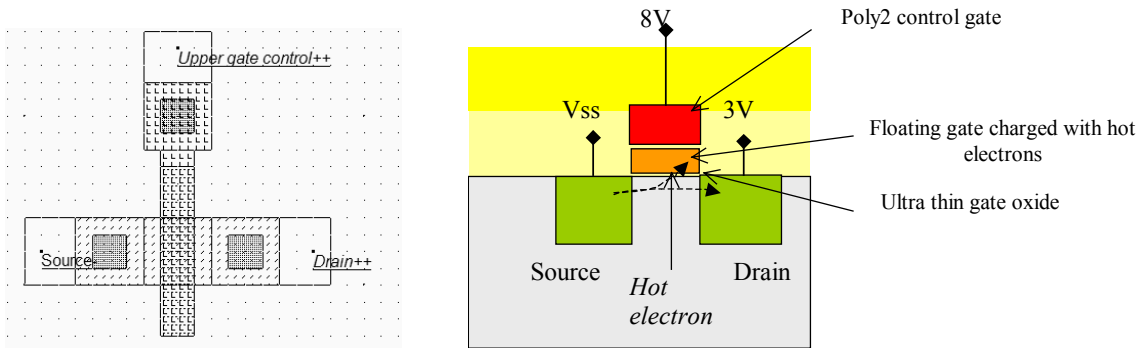 Upper gate control++
Source-
Drain++
8V
Poly2 control gate
Vss
3V
Floating gate charged with hot
electrons
Ultra thin gate oxide
Source
Drain
Hot
electron